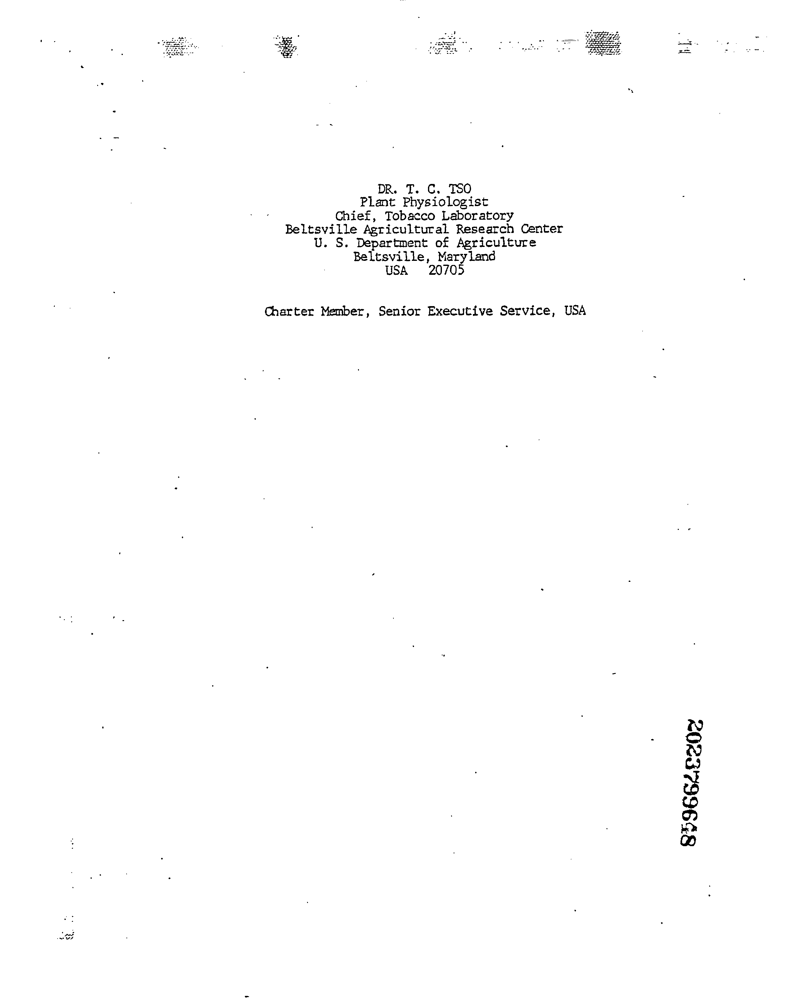 DR. T. C. TSO
Plant Physiologist
Chief, Tobacco Laboratory
Beltsville Agricultural Research Center
U. S. Department of Agriculture
Beltsville, Maryland
USA 20705
Charter Member, Senior Executive Service, USA
2023799648